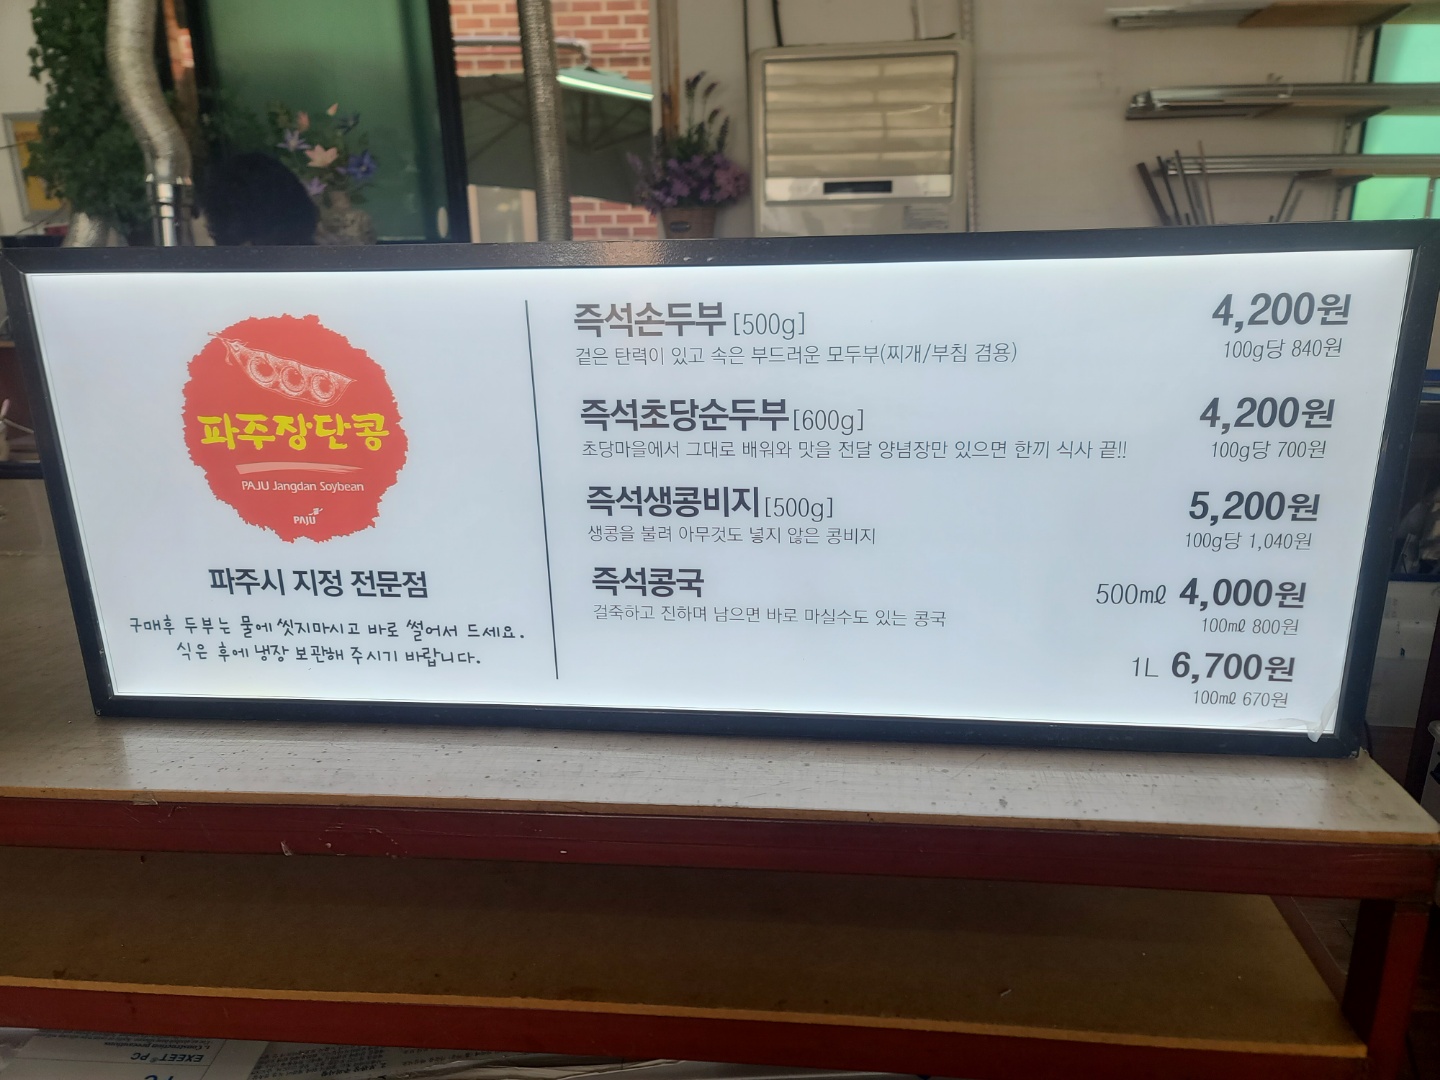 파주장단콩
PAJU Jangdan Soybean
PAJU
파주시 지정 전문점
구매후 두부는 물에 씻지마시고 바로 썰어서 드세요.
식은 후에 냉장 보관해 주시기 바랍니다.
즉석손두부 [500g] 4,200원
겉은 탄력이 있고 속은 부드러운 모두부(찌개/부침 겸용) 100g당 840원
즉석초당순두부 [600g] 4,200원
초당마을에서 그대로 배워와 맛을 전달 양념장만 있으면 한끼 식사 끝!! 100g당 700원
즉석생콩비지 [500g] 5,200원
생콩을 불려 아무것도 넣지 않은 콩비지 100g당 1,040원
즉석콩국 500㎖ 4,000원
걸죽하고 진하며 남으면 바로 마실수도 있는 콩국 100㎖ 800원
1L 6,700원
100㎖ 670원
EXEET® PC